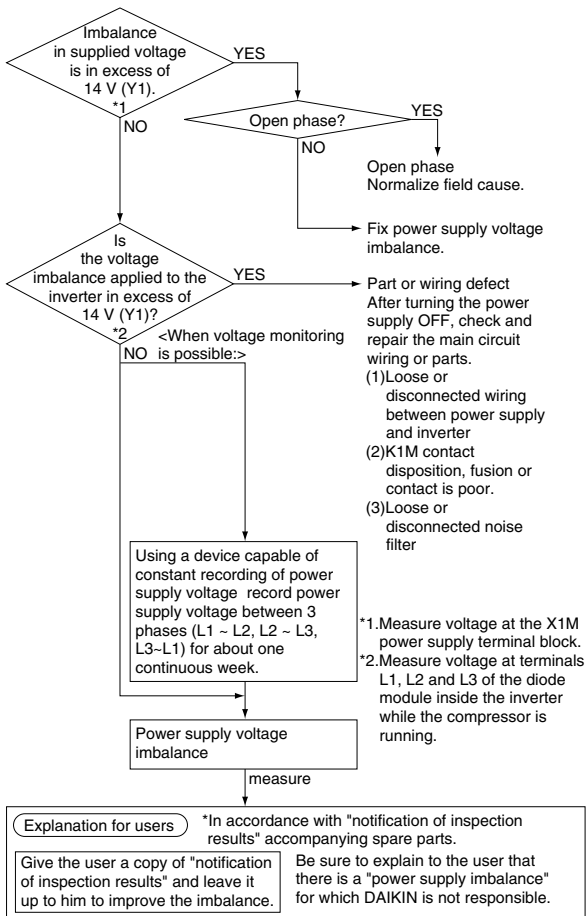 Imbalance
in supplied voltage
is in excess of
14 V (Y1).
*1
YES
NO
Open phase?
YES
NO
Open phase
Normalize field cause.
Fix power supply voltage
imbalance.
Is
the voltage
imbalance applied to the
inverter in excess of
14 V (Y1)?
*2
YES
NO
<When voltage monitoring
is possible:>
Part or wiring defect
After turning the power
supply OFF, check and
repair the main circuit
wiring or parts.
(1)Loose or
disconnected wiring
between power supply
and inverter
(2)K1M contact
disposition, fusion or
contact is poor.
(3)Loose or
disconnected noise
filter
Using a device capable of
constant recording of power
supply voltage record power
supply voltage between 3
phases (L1 ~ L2, L2 ~ L3,
L3~L1) for about one
continuous week.
*1.Measure voltage at the X1M
power supply terminal block.
*2.Measure voltage at terminals
L1, L2 and L3 of the diode
module inside the inverter
while the compressor is
running.
Power supply voltage
imbalance
measure
Explanation for users
*In accordance with "notification of inspection
results" accompanying spare parts.
Give the user a copy of "notification
of inspection results" and leave it
up to him to improve the imbalance.
Be sure to explain to the user that
there is a "power supply imbalance"
for which DAIKIN is not responsible.